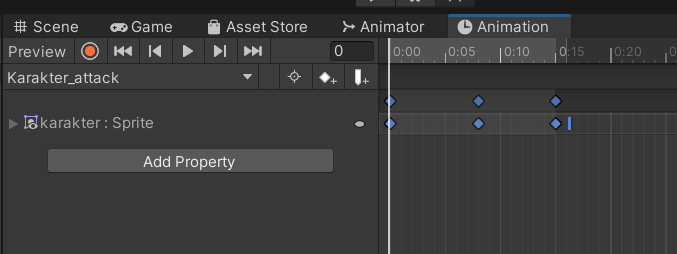 Scene Game Asset Store Animator Animation
Preview 0 0:00 0:05 0:10 0:15 0:20
Karakter_attack
karakter : Sprite
Add Property